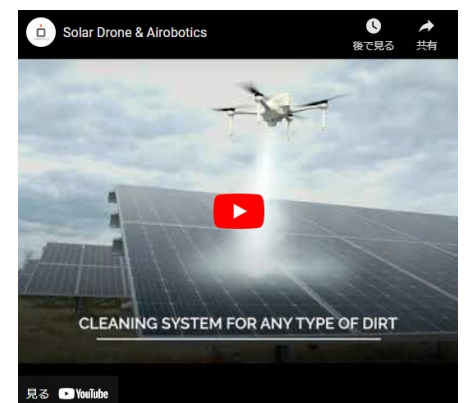 Solar Drone & Airobotics
後で見る
共有
CLEANING SYSTEM FOR ANY TYPE OF DIRT
見る YouTube